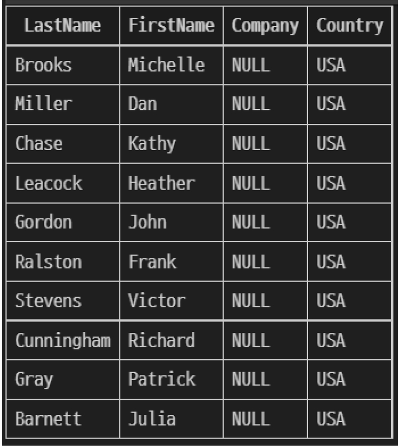 LastName FirstName Company Country
Brooks Michelle NULL USA
Miller Dan NULL USA
Chase Kathy NULL USA
Leacock Heather NULL USA
Gordon John NULL USA
Ralston Frank NULL USA
Stevens Victor NULL USA
Cunningham Richard NULL USA
Gray Patrick NULL USA
Barnett Julia NULL USA